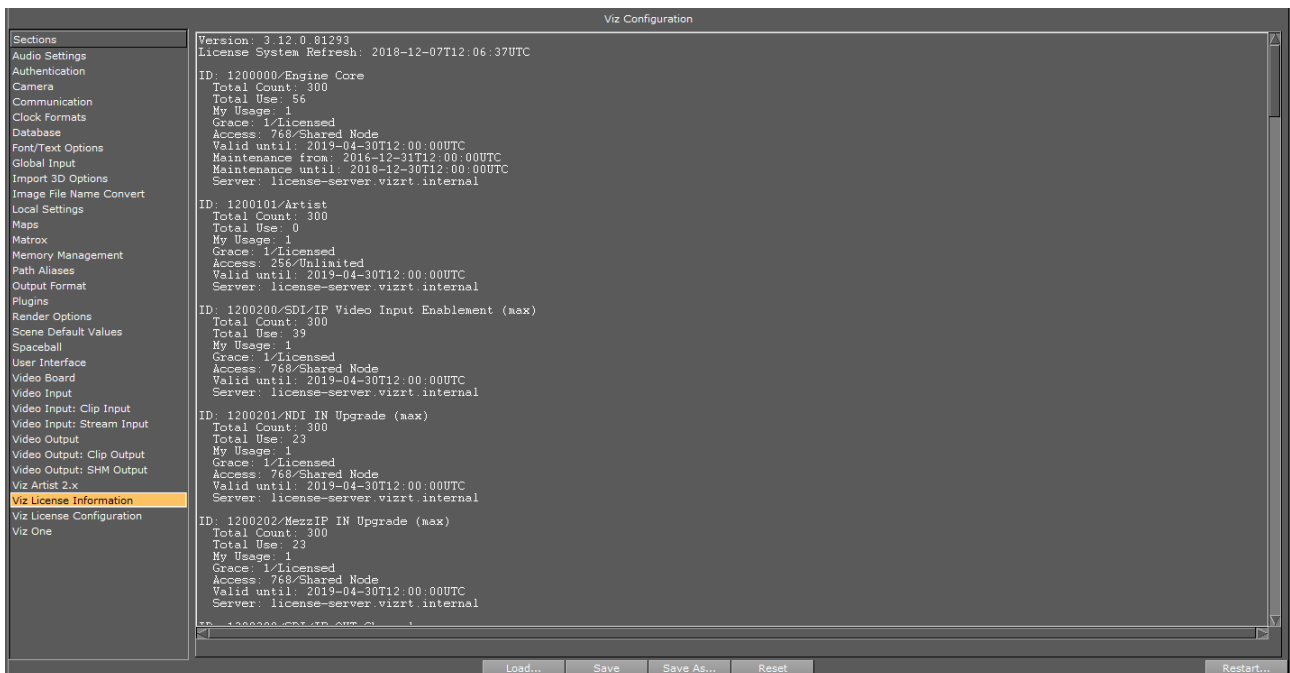 Viz Configuration
Sections
Audio Settings
Authentication
Camera
Communication
Clock Formats
Database
Font/Text Options
Global Input
Import 3D Options
Image File Name Convert
Local Settings
Maps
Matrox
Memory Management
Path Aliases
Output Format
Plugins
Render Options
Scene Default Values
Spaceball
User Interface
Video Board
Video Input
Video Input: Clip Input
Video Input: Stream Input
Video Output
Video Output: Clip Output
Video Output: SHM Output
Viz Artist 2.x
Viz License Information
Viz License Configuration
Viz One
Version: 3.12.0.81293
License System Refresh: 2018-12-07T12:06:37UTC
ID: 1200000/Engine Core
Total Count: 300
Total Use: 56
My Usage: 1
Grace: 1/Licensed
Access: 768/Shared Node
Valid until: 2019-04-30T12:00:00UTC
Maintenance from: 2016-12-31T12:00:00UTC
Maintenance until: 2018-12-30T12:00:00UTC
Server: license-server.vizrt.internal
ID: 1200101/Artist
Total Count: 300
Total Use: 0
My Usage: 1
Grace: 1/Licensed
Access: 256/Unlimited
Valid until: 2019-04-30T12:00:00UTC
Server: license-server.vizrt.internal
ID: 1200200/SDI/IP Video Input Enablement (max)
Total Count: 300
Total Use: 39
My Usage: 1
Grace: 1/Licensed
Access: 768/Shared Node
Valid until: 2019-04-30T12:00:00UTC
Server: license-server.vizrt.internal
ID: 1200201/NDI IN Upgrade (max)
Total Count: 300
Total Use: 23
My Usage: 1
Grace: 1/Licensed
Access: 768/Shared Node
Valid until: 2019-04-30T12:00:00UTC
Server: license-server.vizrt.internal
ID: 1200202/MezzIP IN Upgrade (max)
Total Count: 300
Total Use: 23
My Usage: 1
Grace: 1/Licensed
Access: 768/Shared Node
Valid until: 2019-04-30T12:00:00UTC
Server: license-server.vizrt.internal
Load...
Save
Save As...
Reset
Restart...